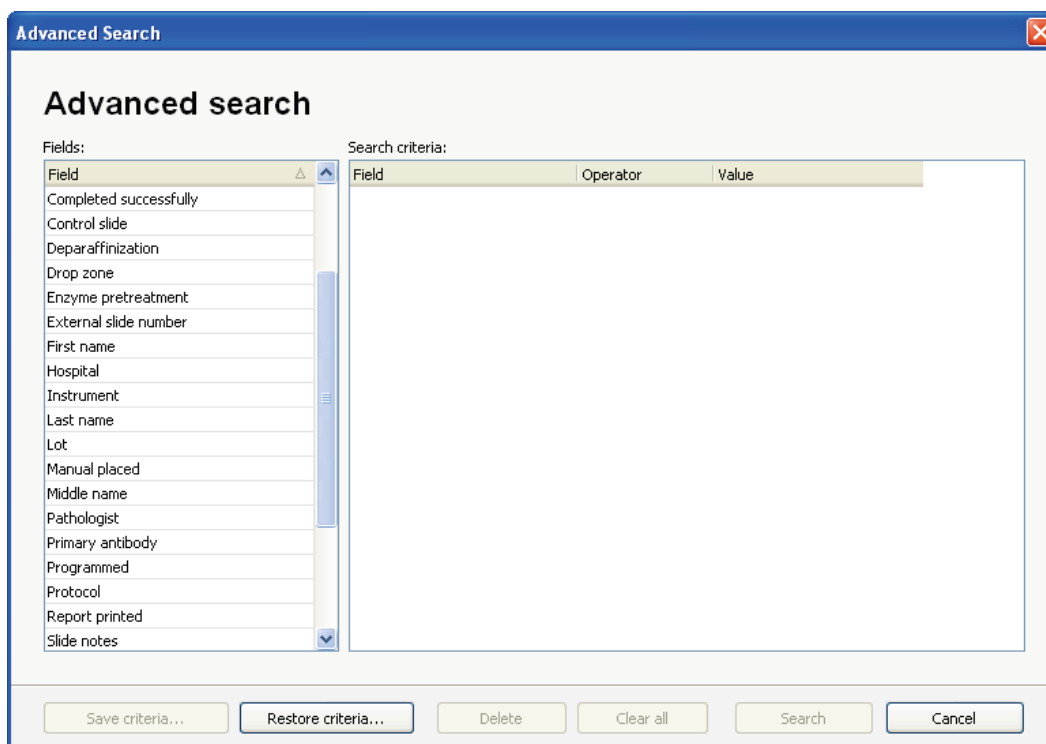 Advanced Search
Advanced search
Fields:
Search criteria:
Field
Field Operator Value
Completed successfully
Control slide
Deparaffinization
Drop zone
Enzyme pretreatment
External slide number
First name
Hospital
Instrument
Last name
Lot
Manual placed
Middle name
Pathologist
Primary antibody
Programmed
Protocol
Report printed
Slide notes
Save criteria... Restore criteria... Delete Clear all Search Cancel